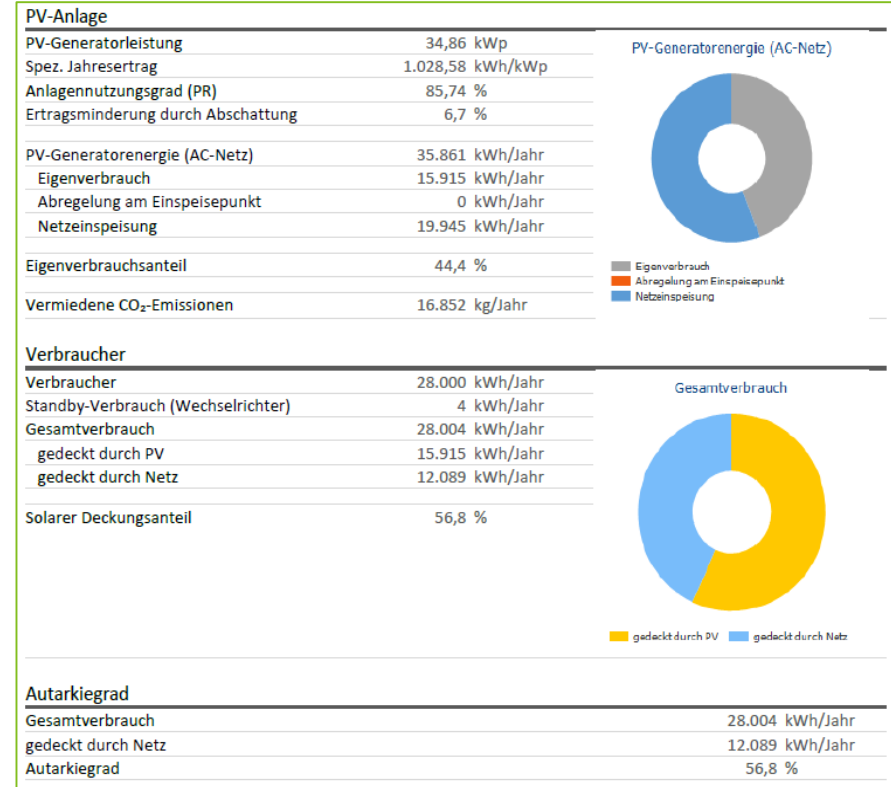 PV-Anlage
PV-Generatorleistung 34,86 kWp
Spez. Jahresertrag 1.028,58 kWh/kWp
Anlagennutzungsgrad (PR) 85,74 %
Ertragsminderung durch Abschattung 6,7 %
PV-Generatorenergie (AC-Netz) 35.861 kWh/Jahr
Eigenverbrauch 15.915 kWh/Jahr
Abregelung am Einspeisepunkt 0 kWh/Jahr
Netzeinspeisung 19.945 kWh/Jahr
Eigenverbrauchsanteil 44,4 %
Vermiedene CO₂-Emissionen 16.852 kg/Jahr
PV-Generatorenergie (AC-Netz)
Eigenverbrauch
Abregelung am Einspeisepunkt
Netzeinspeisung
Verbraucher
Verbraucher 28.000 kWh/Jahr
Standby-Verbrauch (Wechselrichter) 4 kWh/Jahr
Gesamtverbrauch 28.004 kWh/Jahr
gedeckt durch PV 15.915 kWh/Jahr
gedeckt durch Netz 12.089 kWh/Jahr
Solarer Deckungsanteil 56,8 %
Gesamtverbrauch
gedeckt durch PV gedeckt durch Netz
Autarkiegrad
Gesamtverbrauch 28.004 kWh/Jahr
gedeckt durch Netz 12.089 kWh/Jahr
Autarkiegrad 56,8 %